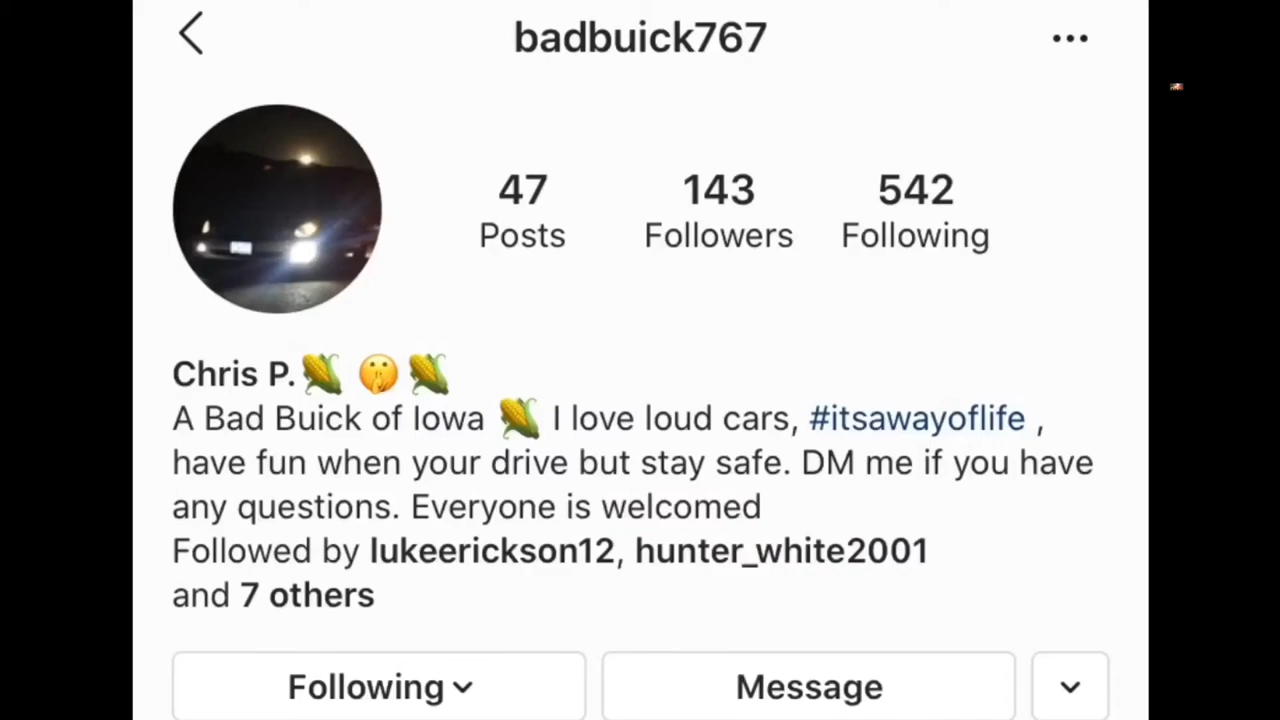 badbuick767
47 143 542
Posts Followers Following
Chris P.🌽 🤫 🌽
A Bad Buick of Iowa 🌽 I love loud cars, #itsawayoflife ,
have fun when your drive but stay safe. DM me if you have
any questions. Everyone is welcomed
Followed by lukeerickson12, hunter_white2001
and 7 others
Following Message